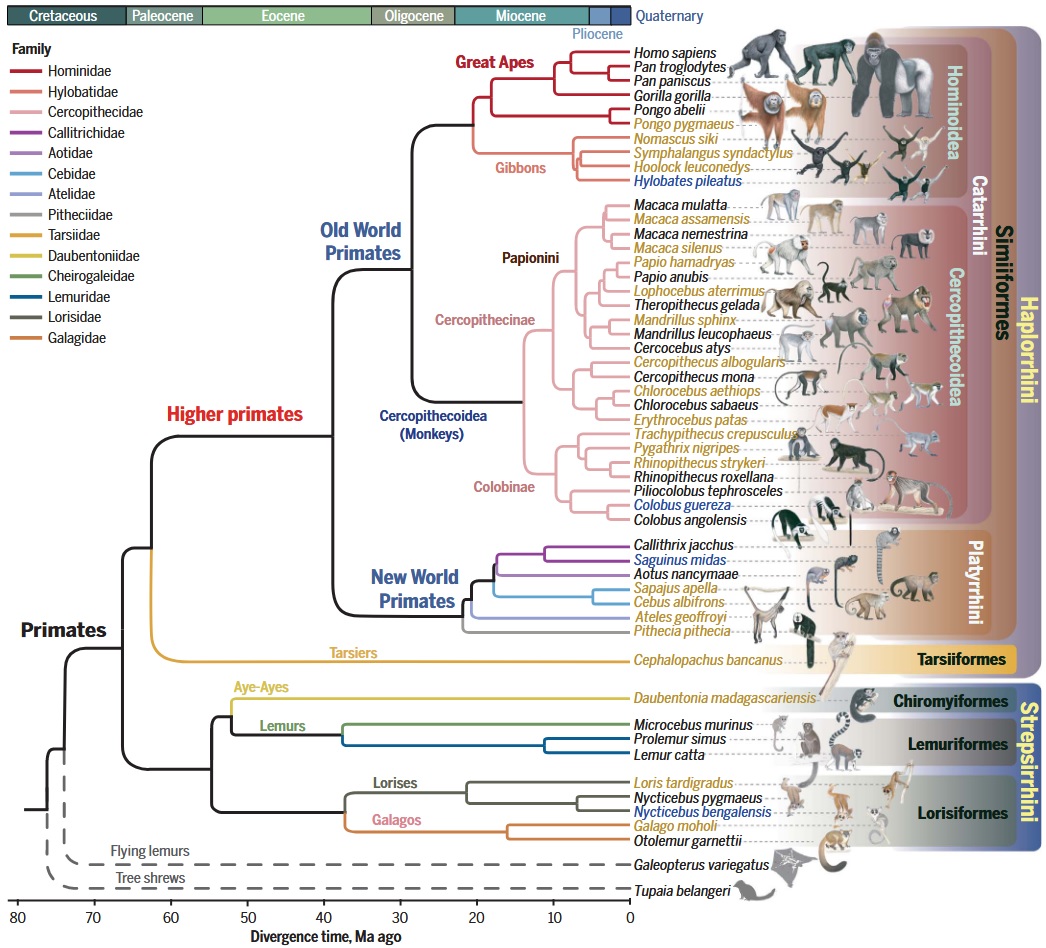 Cretaceous Paleocene Eocene Oligocene Miocene Quaternary
Pliocene
Family
Hominidae
Hylobatidae
Cercopithecidae
Callitrichidae
Aotidae
Cebidae
Atelidae
Pitheciidae
Tarsiidae
Daubentoniidae
Cheirogaleidae
Lemuridae
Lorisidae
Galagidae
Great Apes
Gibbons
Old World
Primates
Papionini
Cercopithecinae
Cercopithecoidea
(Monkeys)
Higher primates
Colobinae
New World
Primates
Primates
Tarsiers
Aye-Ayes
Lemurs
Lorises
Galagos
Flying lemurs
Tree shrews
Homo sapiens
Pan troglodytes
Pan paniscus
Gorilla gorilla
Pongo abelii
Pongo pygmaeus
Nomascus siki
Symphalangus syndactylus
Hoolock leuconedys
Hylobates pileatus
Macaca mulatta
Macaca assamensis
Macaca nemestrina
Macaca silenus
Papio hamadryas
Papio anubis
Lophocebus aterrimus
Theropithecus gelada
Mandrillus sphinx
Mandrillus leucophaeus
Cercocebus atys
Cercopithecus albogularis
Cercopithecus mona
Chlorocebus aethiops
Chlorocebus sabaeus
Erythrocebus patas
Trachypithecus crepusculus
Pygathrix nigripes
Rhinopithecus strykeri
Rhinopithecus roxellana
Piliocolobus tephrosceles
Colobus guereza
Colobus angolensis
Callithrix jacchus
Saguinus midas
Aotus nancymaae
Sapajus apella
Cebus albifrons
Ateles geoffroyi
Pithecia pithecia
Cephalopachus bancanus
Daubentonia madagascariensis
Microcebus murinus
Prolemur simus
Lemur catta
Loris tardigradus
Nycticebus pygmaeus
Nycticebus bengalensis
Galago moholi
Otolemur garnettii
Galeopterus variegatus
Tupaia belangeri
Hominoidea
Cercopithecoidea
Catarrhini
Simiiformes
Haplorrhini
Platyrrhini
Tarsiiformes
Chiromyiformes
Lemuriformes
Lorisiformes
Strepsirrhini
80 70 60 50 40 30 20 10 0
Divergence time, Ma ago